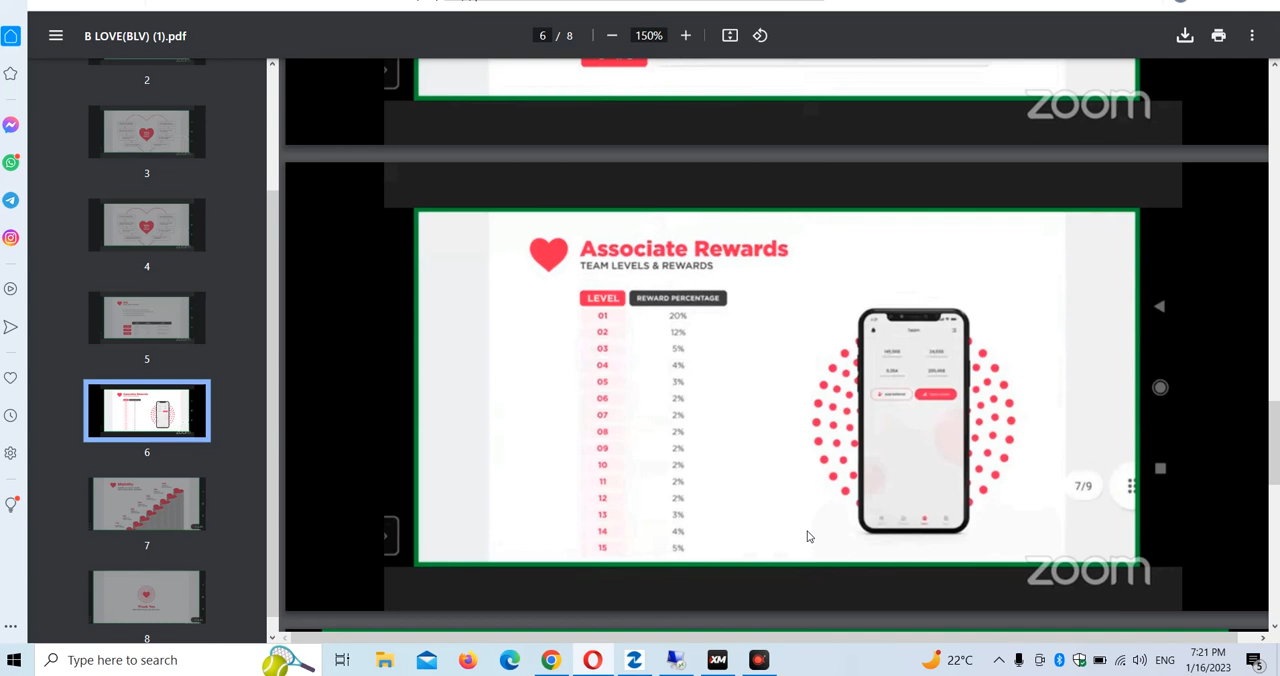 B LOVE(BLV) (1).pdf
6 / 8
150%
2
3
4
5
6
7
8
zoom
Associate Rewards
TEAM LEVELS & REWARDS
LEVEL REWARD PERCENTAGE
01 20%
02 12%
03 5%
04 4%
05 3%
06 2%
07 2%
08 2%
09 2%
10 2%
11 2%
12 2%
13 3%
14 4%
15 5%
Team
7/9
zoom
Type here to search
XM
22°C
ENG
7:21 PM
1/16/2023
5